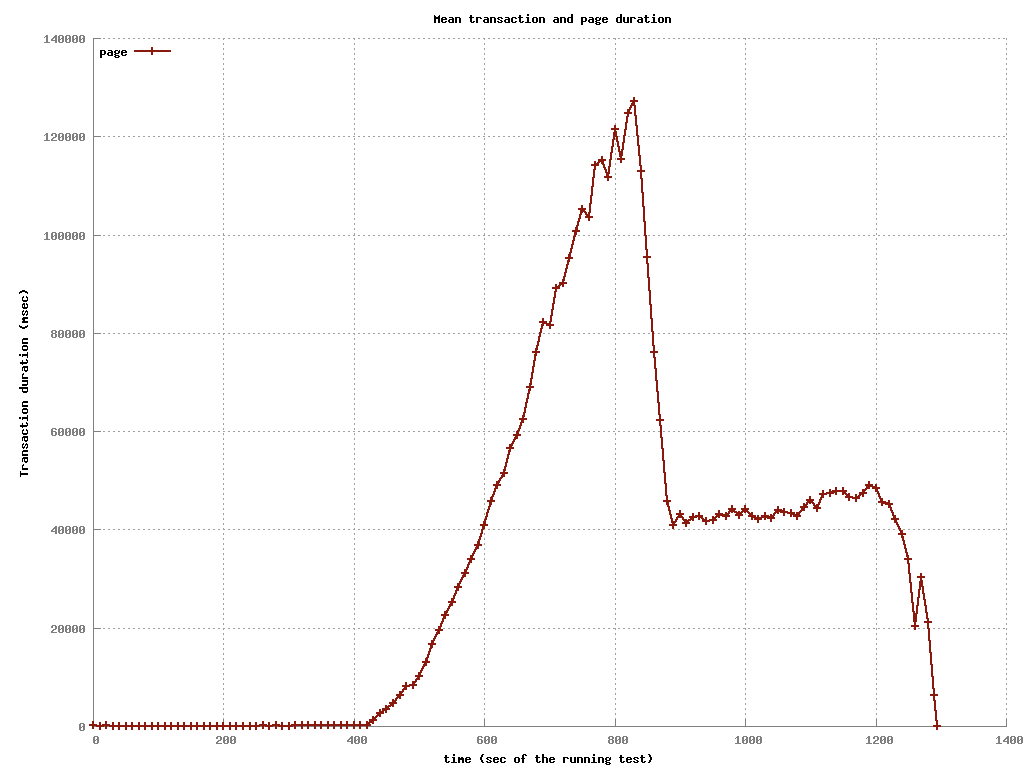 Mean transaction and page duration
140000
page
120000
100000
80000
60000
40000
20000
0
Transaction duration (msec)
0 200 400 600 800 1000 1200 1400
time (sec of the running test)